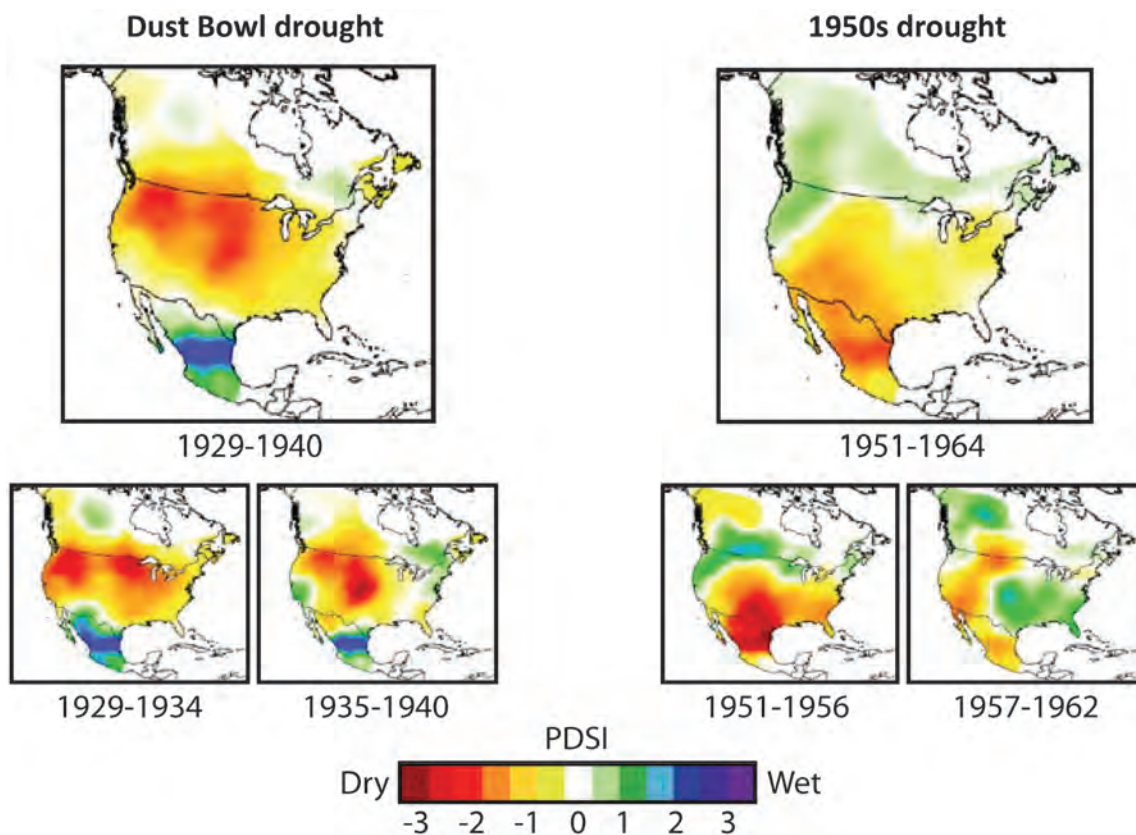 Dust Bowl drought
1950s drought
1929-1940
1951-1964
1929-1934
1935-1940
1951-1956
1957-1962
PDSI
Dry
Wet
-3 -2 -1 0 1 2 3